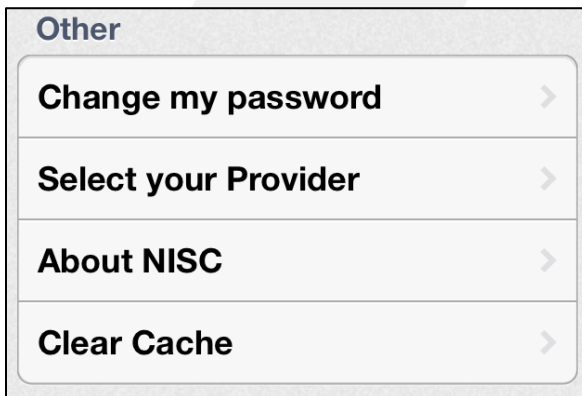 Other
Change my password
Select your Provider
About NISC
Clear Cache